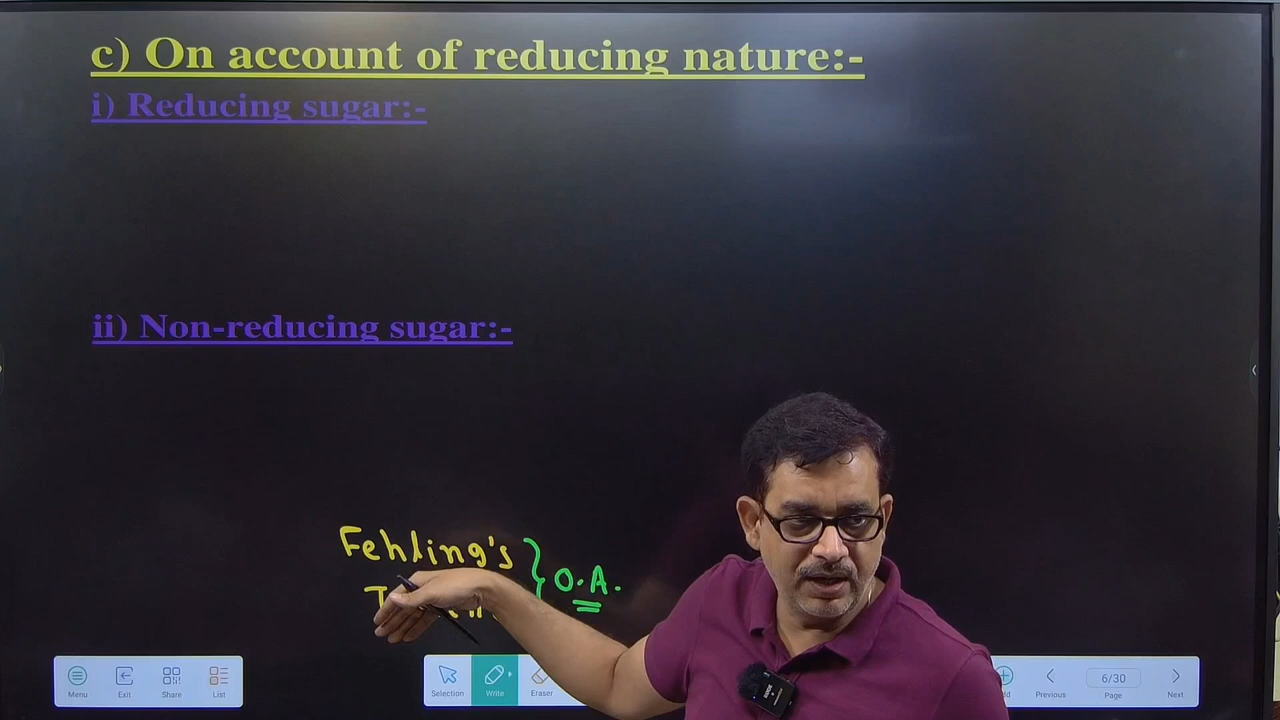 c) On account of reducing nature:-
i) Reducing sugar:-
ii) Non-reducing sugar:-
Fehling's
O.A.
Menu
Exit
Share
List
Selection
Write
Eraser
Previous
6/30
Page
Next